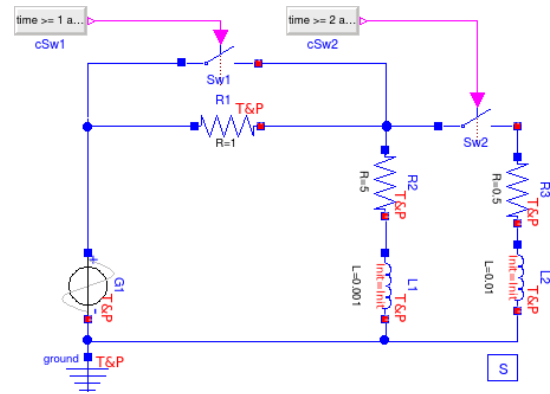 time >= 1 a...
time >= 2 a...
cSw1
cSw2
Sw1
R1
T&P
R=1
Sw2
R2
R=5
T&P
R3
R=0.5
T&P
G1
+
-
T&P
L1
Init=Init
L=0.001
T&P
L2
Init=Init
L=0.01
T&P
ground
T&P
S